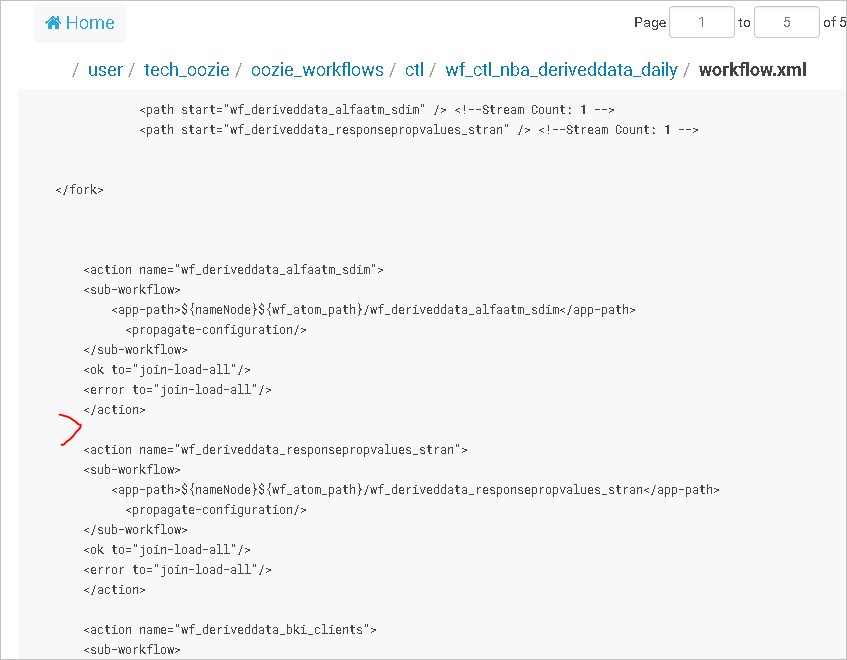 Home
Page 1 to 5 of 5
/ user / tech_oozie / oozie_workflows / ctl / wf_ctl_nba_deriveddata_daily / workflow.xml
<path start="wf_deriveddata_alfaatm_sdim" /> <!--Stream Count: 1 -->
<path start="wf_deriveddata_responsepropvalues_stran" /> <!--Stream Count: 1 -->
</fork>
<action name="wf_deriveddata_alfaatm_sdim">
<sub-workflow>
<app-path>${nameNode}${wf_atom_path}/wf_deriveddata_alfaatm_sdim</app-path>
<propagate-configuration/>
</sub-workflow>
<ok to="join-load-all"/>
<error to="join-load-all"/>
</action>
<action name="wf_deriveddata_responsepropvalues_stran">
<sub-workflow>
<app-path>${nameNode}${wf_atom_path}/wf_deriveddata_responsepropvalues_stran</app-path>
<propagate-configuration/>
</sub-workflow>
<ok to="join-load-all"/>
<error to="join-load-all"/>
</action>
<action name="wf_deriveddata_bki_clients">
<sub-workflow>